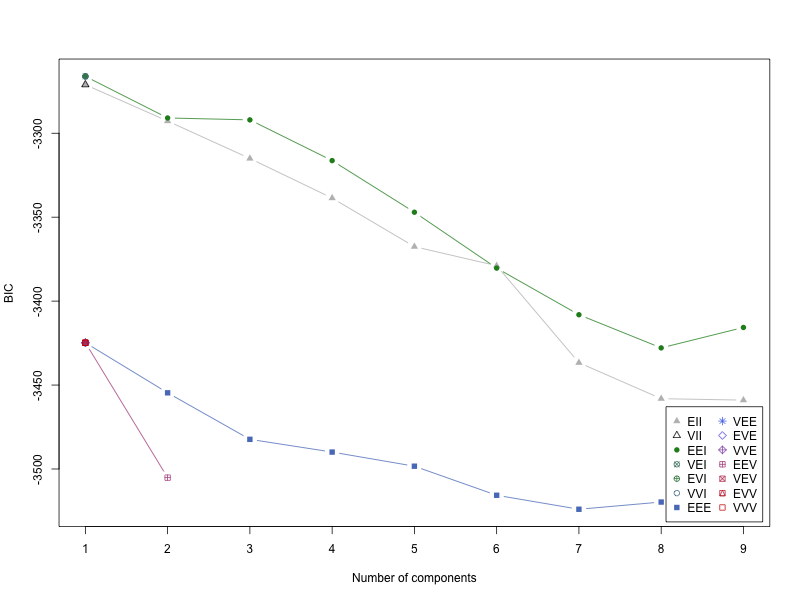 -3300
-3350
-3400
-3450
-3500
BIC
EII VEE
VII EVE
EEI VVE
VEI EEV
EVI VEV
VVI EVV
EEE VVV
1 2 3 4 5 6 7 8 9
Number of components